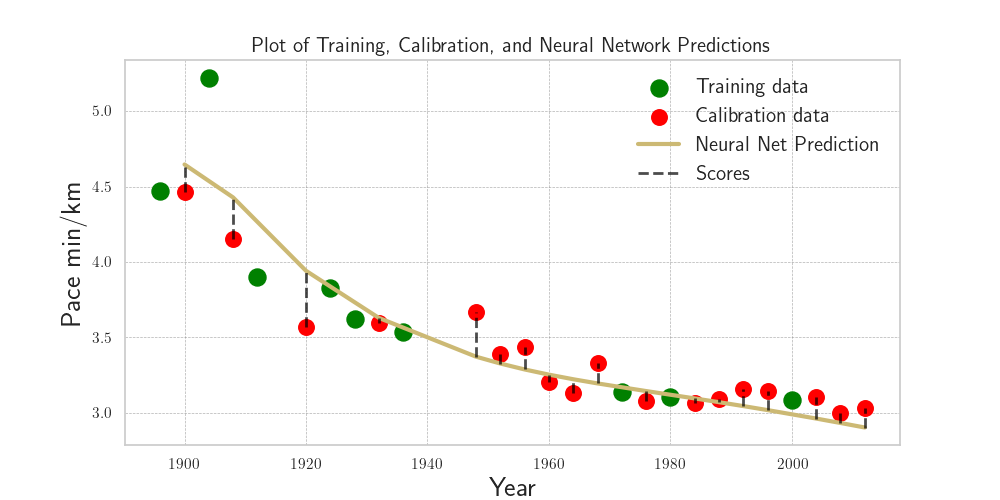 Plot of Training, Calibration, and Neural Network Predictions
Training data
Calibration data
Neural Net Prediction
Scores
Pace min/km
5.0
4.5
4.0
3.5
3.0
1900 1920 1940 1960 1980 2000
Year